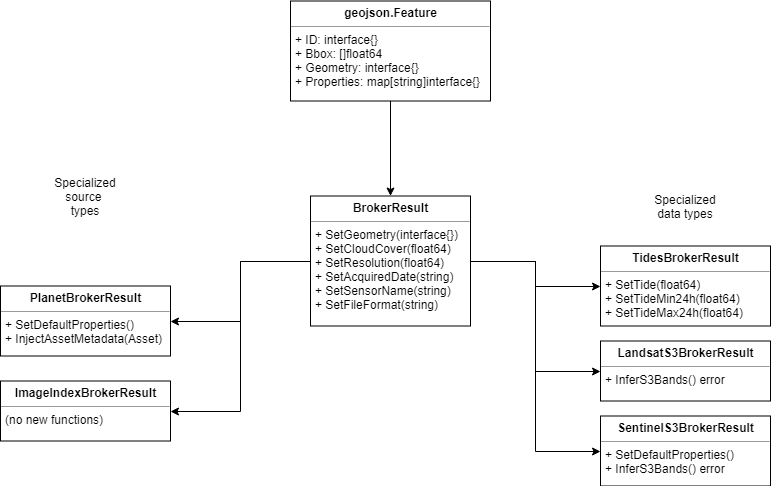 geojson.Feature
+ ID: interface{}
+ Bbox: []float64
+ Geometry: interface{}
+ Properties: map[string]interface{}
Specialized
source
types
BrokerResult
+ SetGeometry(interface{})
+ SetCloudCover(float64)
+ SetResolution(float64)
+ SetAcquiredDate(string)
+ SetSensorName(string)
+ SetFileFormat(string)
Specialized
data types
PlanetBrokerResult
+ SetDefaultProperties()
+ InjectAssetMetadata(Asset)
ImageIndexBrokerResult
(no new functions)
TidesBrokerResult
+ SetTide(float64)
+ SetTideMin24h(float64)
+ SetTideMax24h(float64)
LandsatS3BrokerResult
+ InferS3Bands() error
SentinelS3BrokerResult
+ SetDefaultProperties()
+ InferS3Bands() error